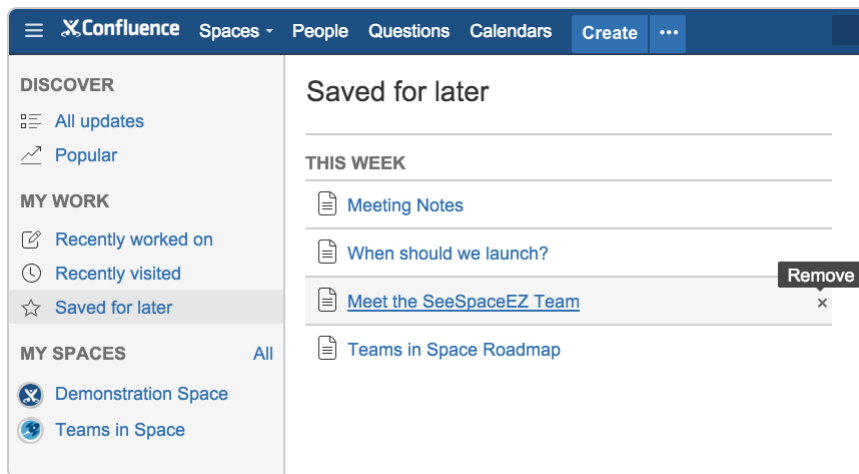 Confluence Spaces People Questions Calendars Create ...
DISCOVER
All updates
Popular
MY WORK
Recently worked on
Recently visited
Saved for later
MY SPACES All
Demonstration Space
Teams in Space
Saved for later
THIS WEEK
Meeting Notes
When should we launch?
Remove
Meet the SeeSpaceEZ Team ×
Teams in Space Roadmap